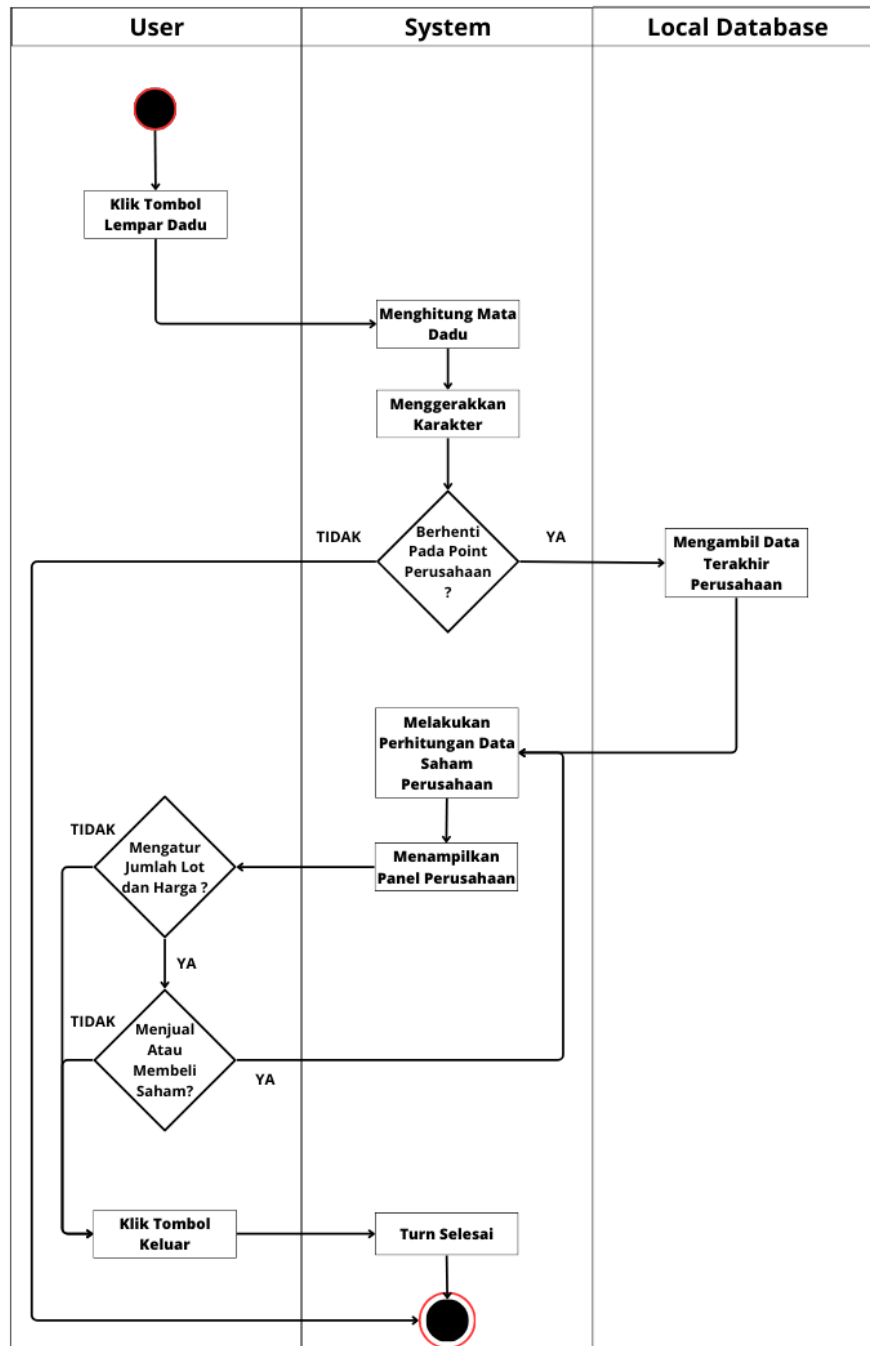 User
System
Local Database
Klik Tombol
Lempar Dadu
Menghitung Mata
Dadu
Menggerakkan
Karakter
TIDAK
Berhenti
Pada Point
Perusahaan
?
YA
Mengambil Data
Terakhir
Perusahaan
Melakukan
Perhitungan Data
Saham
Perusahaan
TIDAK
Mengatur
Jumlah Lot
dan Harga ?
Menampilkan
Panel Perusahaan
YA
TIDAK
Menjual
Atau
Membeli
Saham?
YA
Klik Tombol
Keluar
Turn Selesai